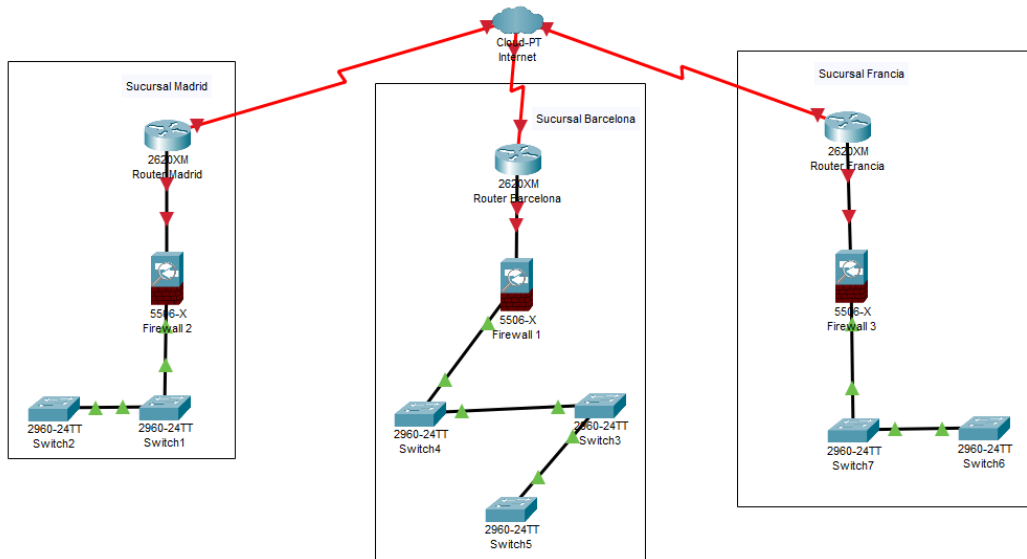 Cloud-PT
Internet
Sucursal Madrid
2620XM
Router Madrid
5506-X
Firewall 2
2960-24TT
Switch2
2960-24TT
Switch1
Sucursal Barcelona
2620XM
Router Barcelona
5506-X
Firewall 1
2960-24TT
Switch4
2960-24TT
Switch3
2960-24TT
Switch5
Sucursal Francia
2620XM
Router Francia
5506-X
Firewall 3
2960-24TT
Switch7
2960-24TT
Switch6